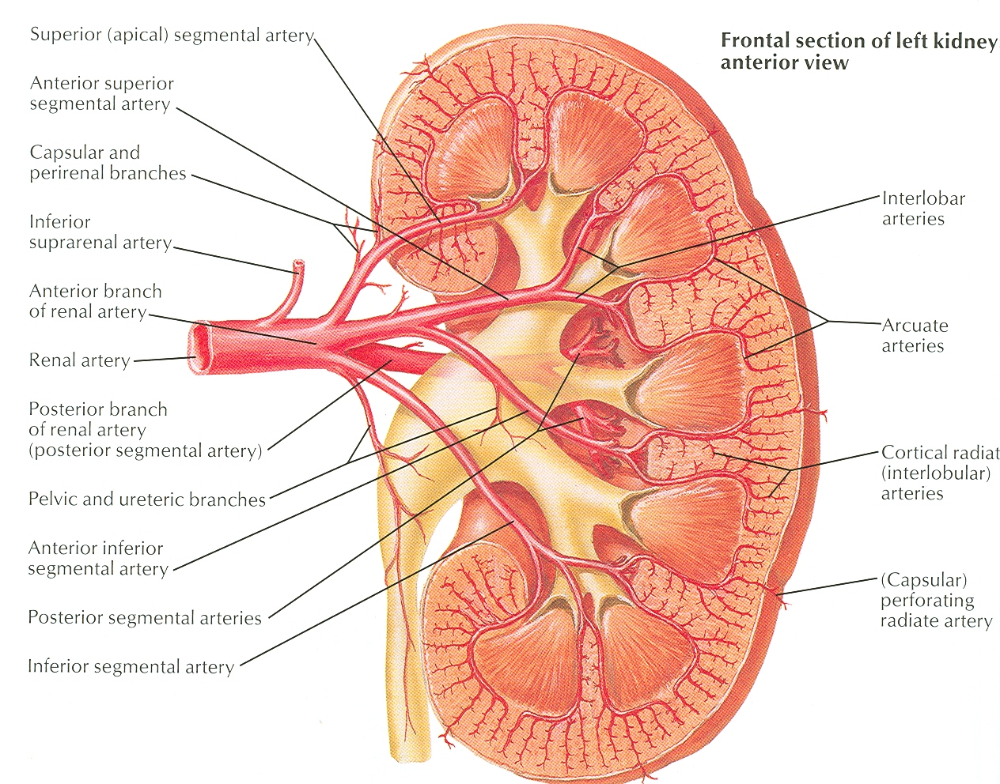 Frontal section of left kidney
anterior view
Superior (apical) segmental artery
Anterior superior
segmental artery
Capsular and
perirenal branches
Inferior
suprarenal artery
Anterior branch
of renal artery
Renal artery
Posterior branch
of renal artery
(posterior segmental artery)
Pelvic and ureteric branches
Anterior inferior
segmental artery
Posterior segmental arteries
Inferior segmental artery
Interlobar
arteries
Arcuate
arteries
Cortical radiat
(interlobular)
arteries
(Capsular)
perforating
radiate artery